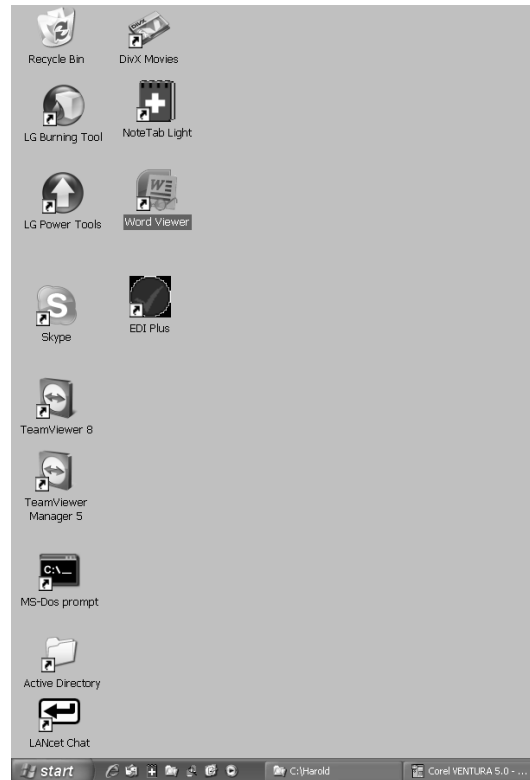 Recycle Bin
DivX Movies
LG Burning Tool
NoteTab Light
LG Power Tools
W
Word Viewer
S
Skype
EDI Plus
TeamViewer 8
TeamViewer
Manager 5
C:\_
MS-Dos prompt
Active Directory
LANcet Chat
start
C:\Harold
Corel VENTURA 5.0 - ...